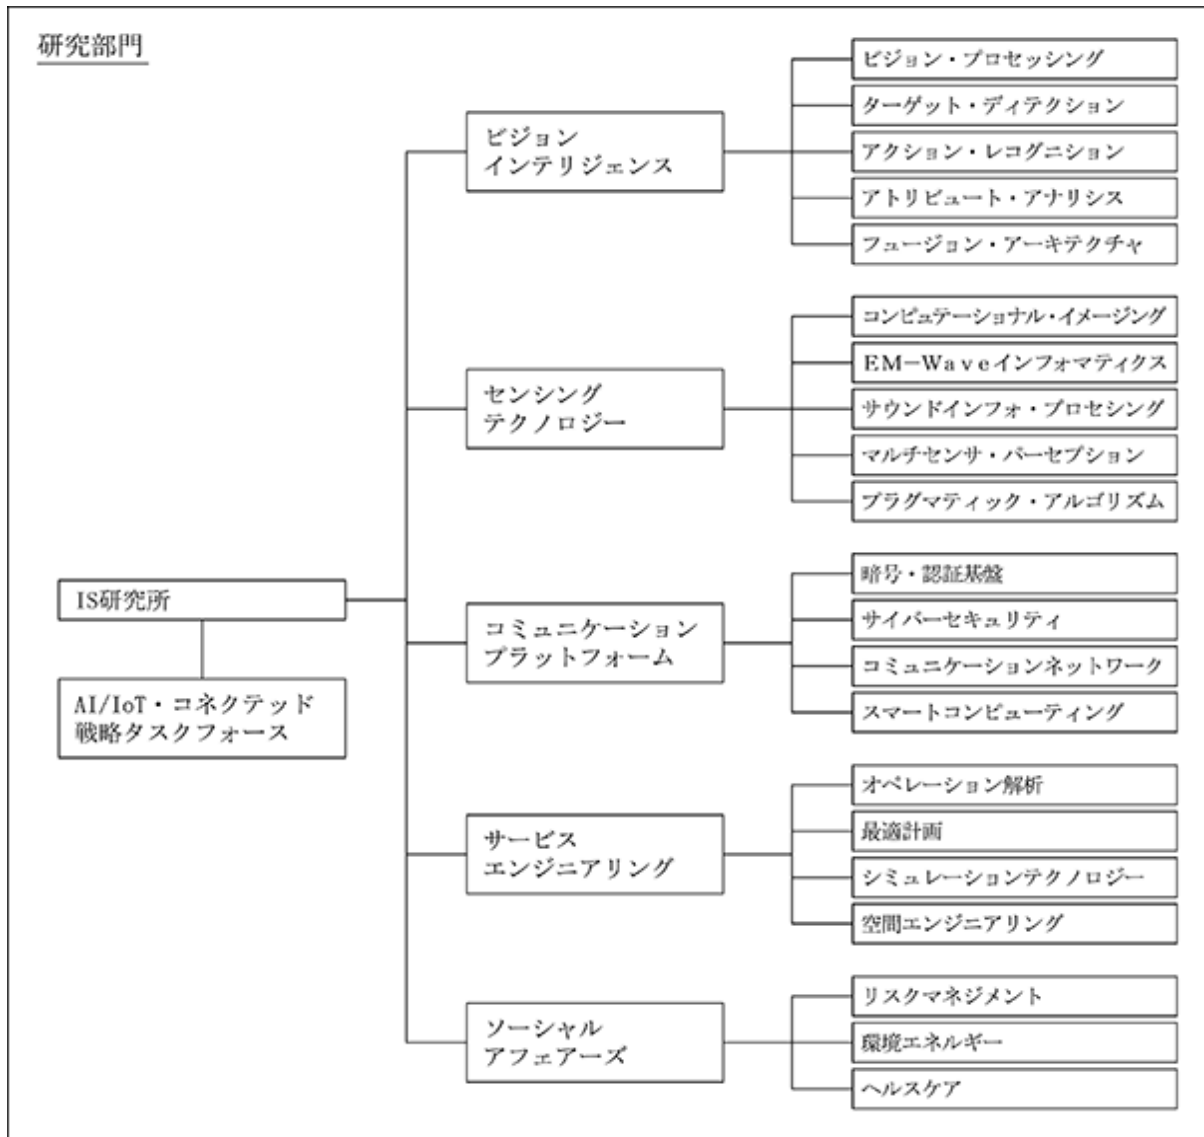 研究部門
IS研究所
AI/IoT・コネクテッド
戦略タスクフォース
ビジョン
インテリジェンス
ビジョン・プロセッシング
ターゲット・ディテクション
アクション・レコグニション
アトリビュート・アナリシス
フュージョン・アーキテクチャ
センシング
テクノロジー
コンピュテーショナル・イメージング
EM-Waveインフォマティクス
サウンドインフォ・プロセシング
マルチセンサ・パーセプション
プラグマティック・アルゴリズム
コミュニケーション
プラットフォーム
暗号・認証基盤
サイバーセキュリティ
コミュニケーションネットワーク
スマートコンピューティング
サービス
エンジニアリング
オペレーション解析
最適計画
シミュレーションテクノロジー
空間エンジニアリング
ソーシャル
アフェアーズ
リスクマネジメント
環境エネルギー
ヘルスケア